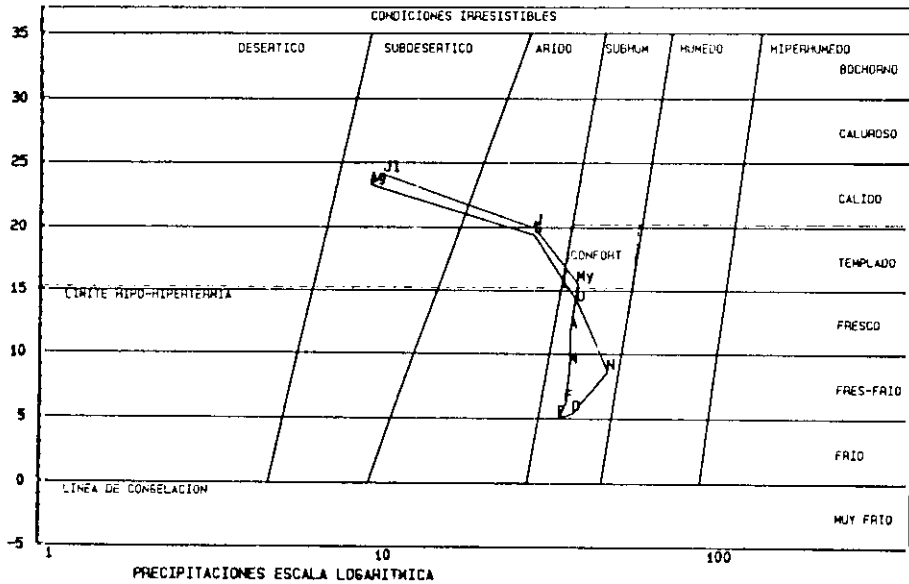 CONDICIONES IRRESISTIBLES
35
DESERTICO SUBDESERTICO ARIDO SUBHUM HUMEDO HIPERHUMEDO
BOCHORNO
30
CALUROSO
25
Jl
CALIDO
20
CONFORT
TEMPLADO
My
15
LIMITE HIPO-HIPERTERMIA
O
A
FRESCO
10
M
N
FRES-FRIO
F
E D
5
FRIO
0
LINEA DE CONGELACION
MUY FRIO
-5
1 10 100
PRECIPITACIONES ESCALA LOGARITMICA